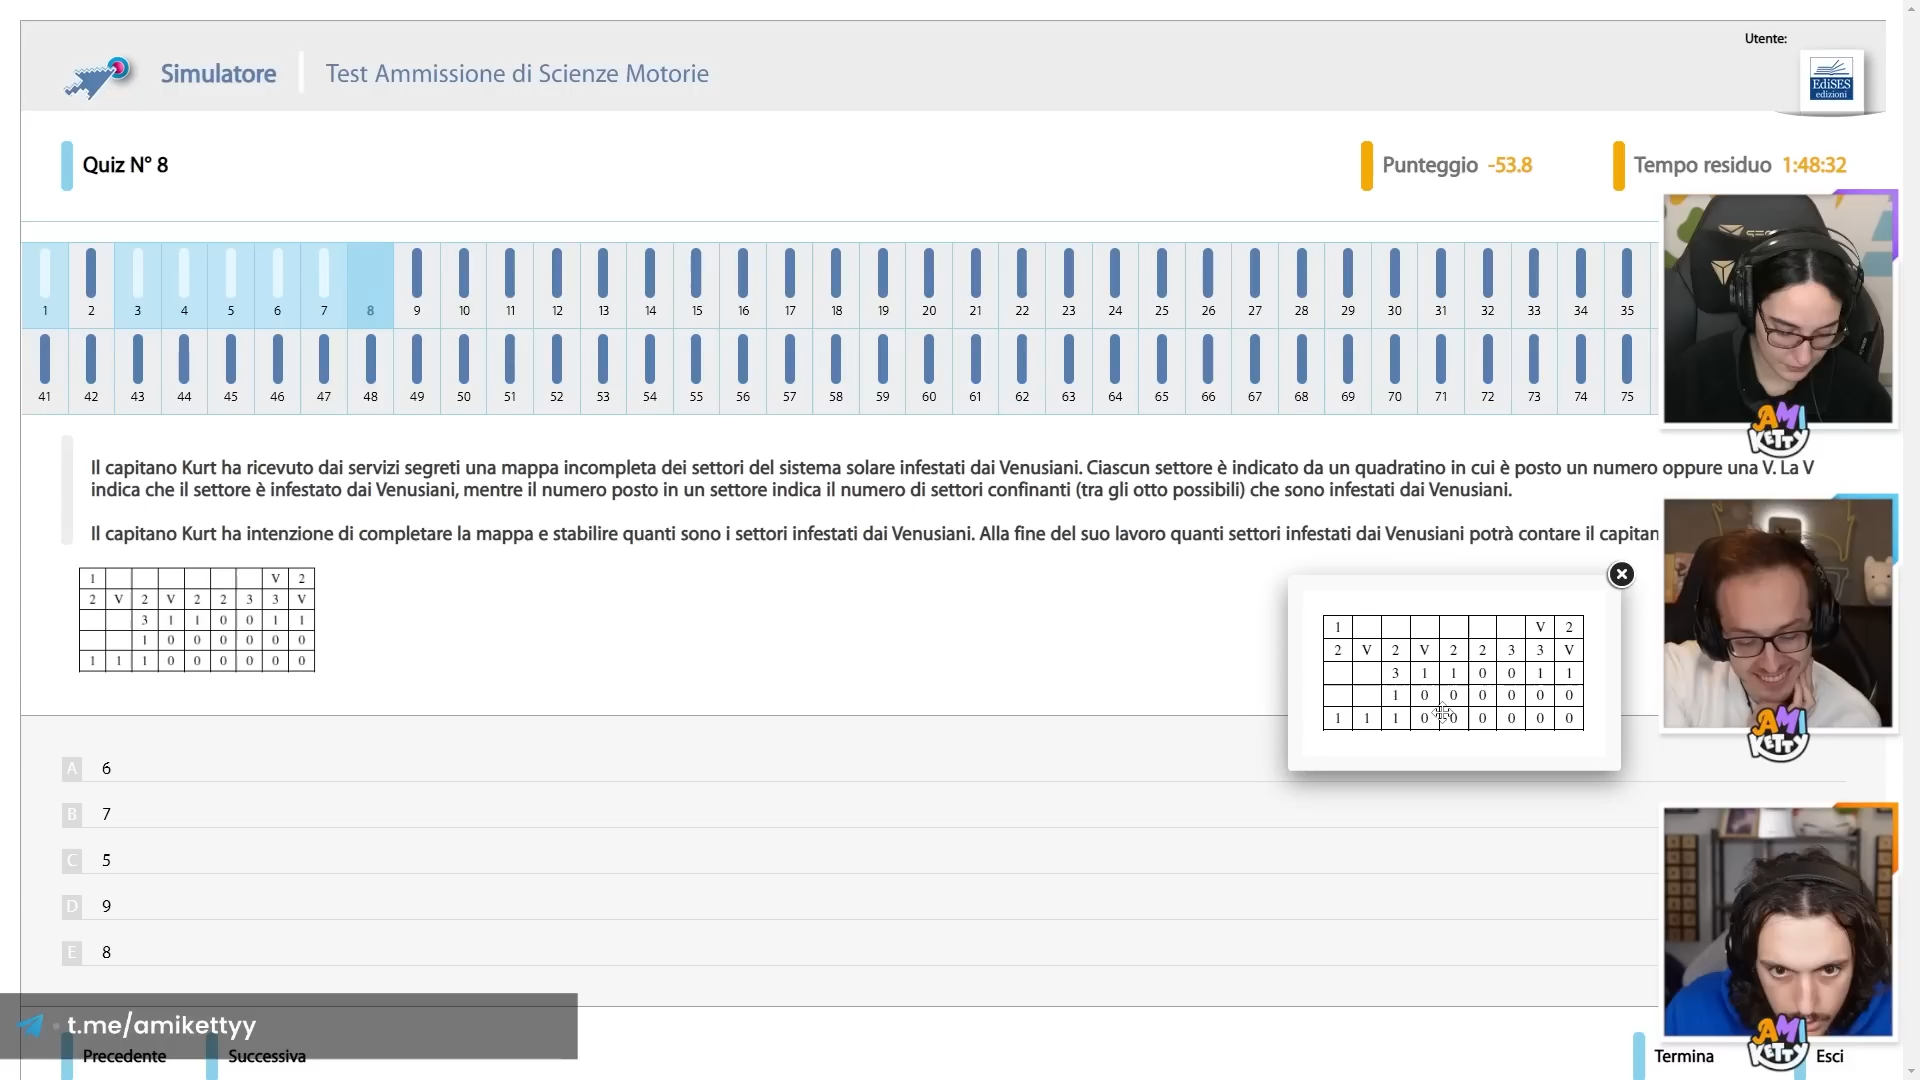 Utente:
Simulatore
Test Ammissione di Scienze Motorie
EdiSES
edizioni
Quiz N° 8
Punteggio -53.8
Tempo residuo 1:48:32
1 2 3 4 5 6 7 8 9 10 11 12 13 14 15 16 17 18 19 20 21 22 23 24 25 26 27 28 29 30 31 32 33 34 35
41 42 43 44 45 46 47 48 49 50 51 52 53 54 55 56 57 58 59 60 61 62 63 64 65 66 67 68 69 70 71 72 73 74 75
Il capitano Kurt ha ricevuto dai servizi segreti una mappa incompleta dei settori del sistema solare infestati dai Venusiani. Ciascun settore è indicato da un quadratino in cui è posto un numero oppure una V. La V
indica che il settore è infestato dai Venusiani, mentre il numero posto in un settore indica il numero di settori confinanti (tra gli otto possibili) che sono infestati dai Venusiani.
Il capitano Kurt ha intenzione di completare la mappa e stabilire quanti sono i settori infestati dai Venusiani. Alla fine del suo lavoro quanti settori infestati dai Venusiani potrà contare il capitan
1 V 2
2 V 2 V 2 2 3 3 V
3 1 1 0 0 1 1
1 0 0 0 0 0 0
1 1 1 0 0 0 0 0 0
1 V 2
2 V 2 V 2 2 3 3 V
3 1 1 0 0 1 1
1 0 0 0 0 0 0
1 1 1 0 0 0 0 0 0
A 6
B 7
C 5
D 9
E 8
t.me/amikettyy
Precedente
Successiva
Termina
Esci
AMI
KETTY
AMI
KETTY
AMI
KETTY